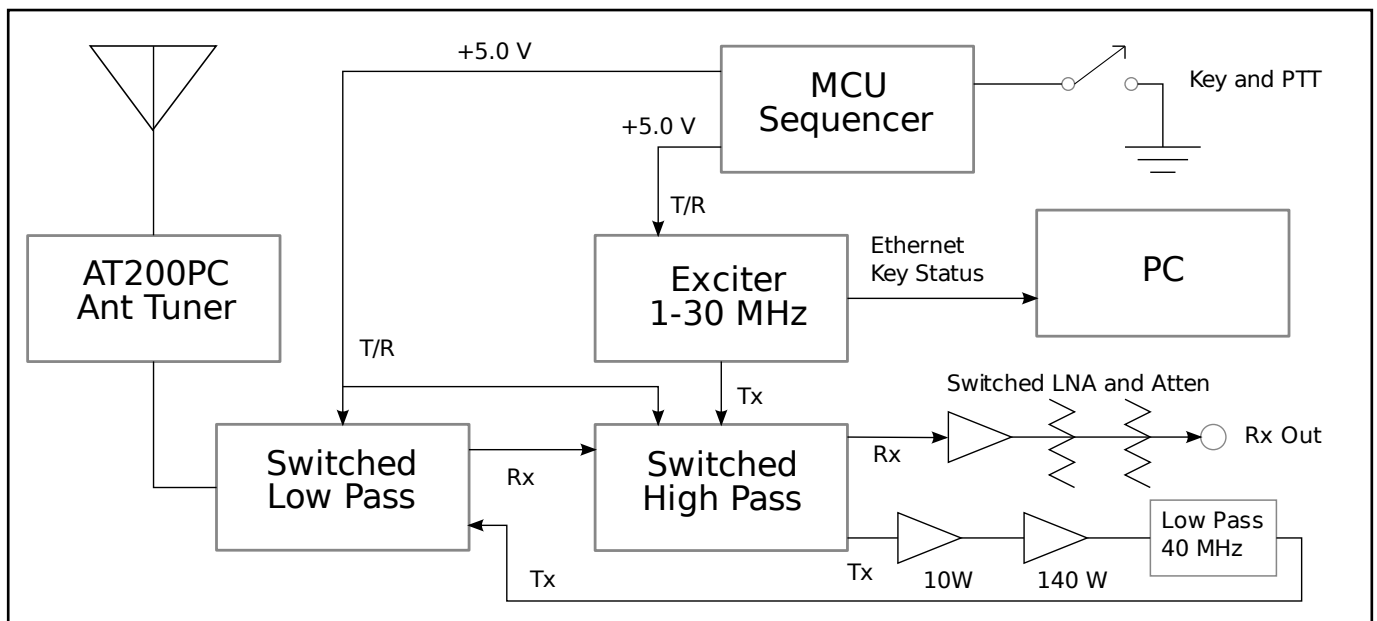 +5.0 V
MCU
Sequencer
Key and PTT
+5.0 V
T/R
AT200PC
Ant Tuner
Exciter
1-30 MHz
Ethernet
Key Status
PC
T/R
Tx
Switched LNA and Atten
Switched
Low Pass
Rx
Switched
High Pass
Rx
Rx Out
Tx
Tx
10W
140 W
Low Pass
40 MHz